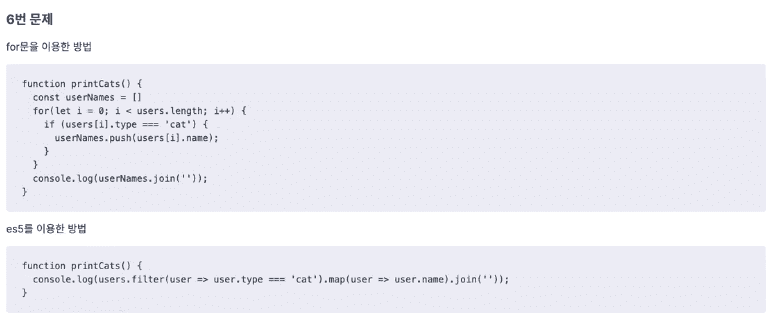 6번 문제
for문을 이용한 방법
function printCats() {
  const userNames = []
  for(let i = 0; i < users.length; i++) {
    if (users[i].type === 'cat') {
      userNames.push(users[i].name);
    }
  }
  console.log(userNames.join(''));
}
es5를 이용한 방법
function printCats() {
  console.log(users.filter(user => user.type === 'cat').map(user => user.name).join(''));
}